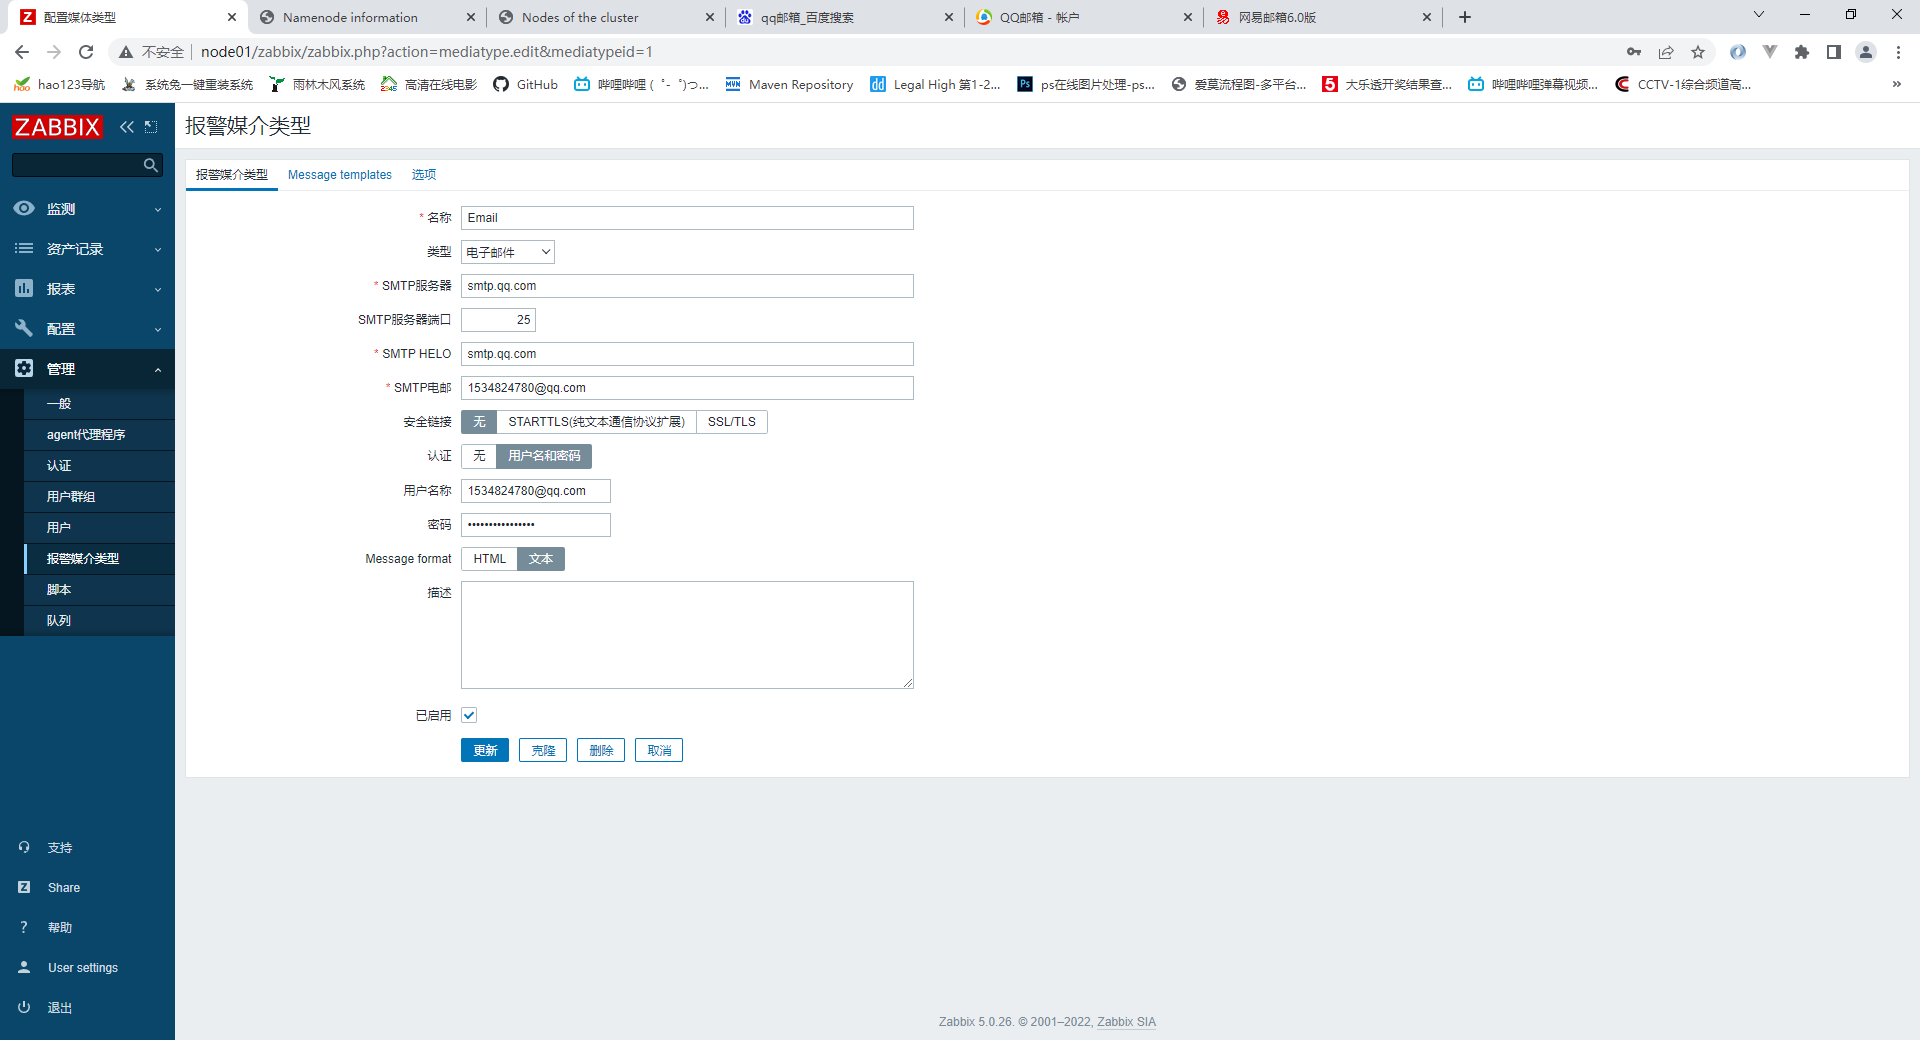 配置媒体类型
Namenode information
Nodes of the cluster
qq邮箱_百度搜索
QQ邮箱 - 帐户
网易邮箱6.0版
不安全
node01/zabbix/zabbix.php?action=mediatype.edit&mediatypeid=1
hao123导航
系统兔一键重装系统
雨林木风系统
高清在线电影
GitHub
哔哩哔哩 (゜-゜)つ...
Maven Repository
Legal High 第1-2...
ps在线图片处理-ps...
爱莫流程图-多平台...
大乐透开奖结果查...
哔哩哔哩弹幕视频...
CCTV-1综合频道高...
»
ZABBIX
报警媒介类型
监测
资产记录
报表
配置
管理
一般
agent代理程序
认证
用户群组
用户
报警媒介类型
脚本
队列
支持
Share
帮助
User settings
退出
报警媒介类型 Message templates 选项
* 名称 Email
类型 电子邮件
* SMTP服务器 smtp.qq.com
SMTP服务器端口 25
* SMTP HELO smtp.qq.com
* SMTP电邮 1534824780@qq.com
安全链接 无 STARTTLS(纯文本通信协议扩展) SSL/TLS
认证 无 用户名和密码
用户名称 1534824780@qq.com
密码 ••••••••••••••••
Message format HTML 文本
描述
已启用
更新 克隆 删除 取消
Zabbix 5.0.26. © 2001–2022, Zabbix SIA